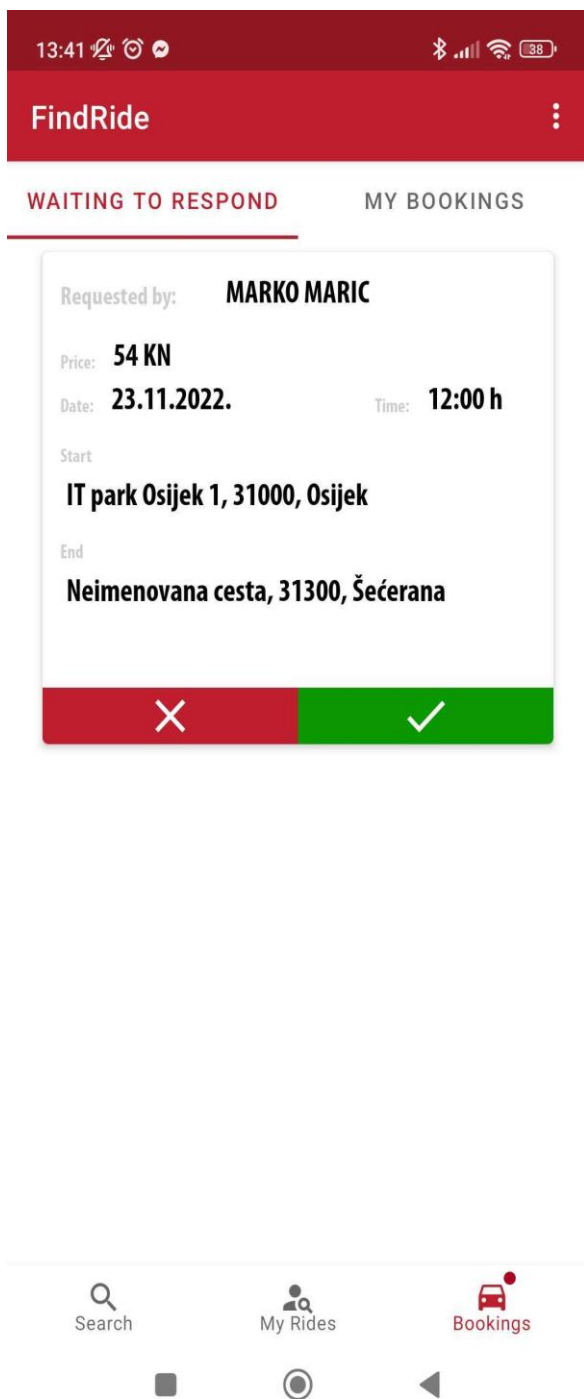 13:41 38
FindRide
WAITING TO RESPOND MY BOOKINGS
Requested by: MARKO MARIC
Price: 54 KN
Date: 23.11.2022. Time: 12:00 h
Start
IT park Osijek 1, 31000, Osijek
End
Neimenovana cesta, 31300, Šećerana
Search My Rides Bookings